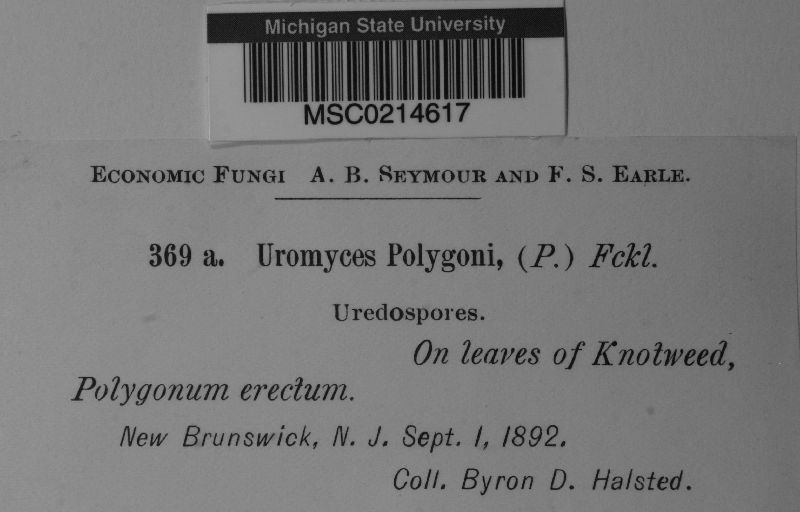 Michigan State University
MSC0214617
Economic Fungi A. B. Seymour and F. S. Earle.
369 a. Uromyces Polygoni, (P.) Fckl.
Uredospores.
On leaves of Knotweed,
Polygonum erectum.
New Brunswick, N. J. Sept. 1, 1892.
Coll. Byron D. Halsted.